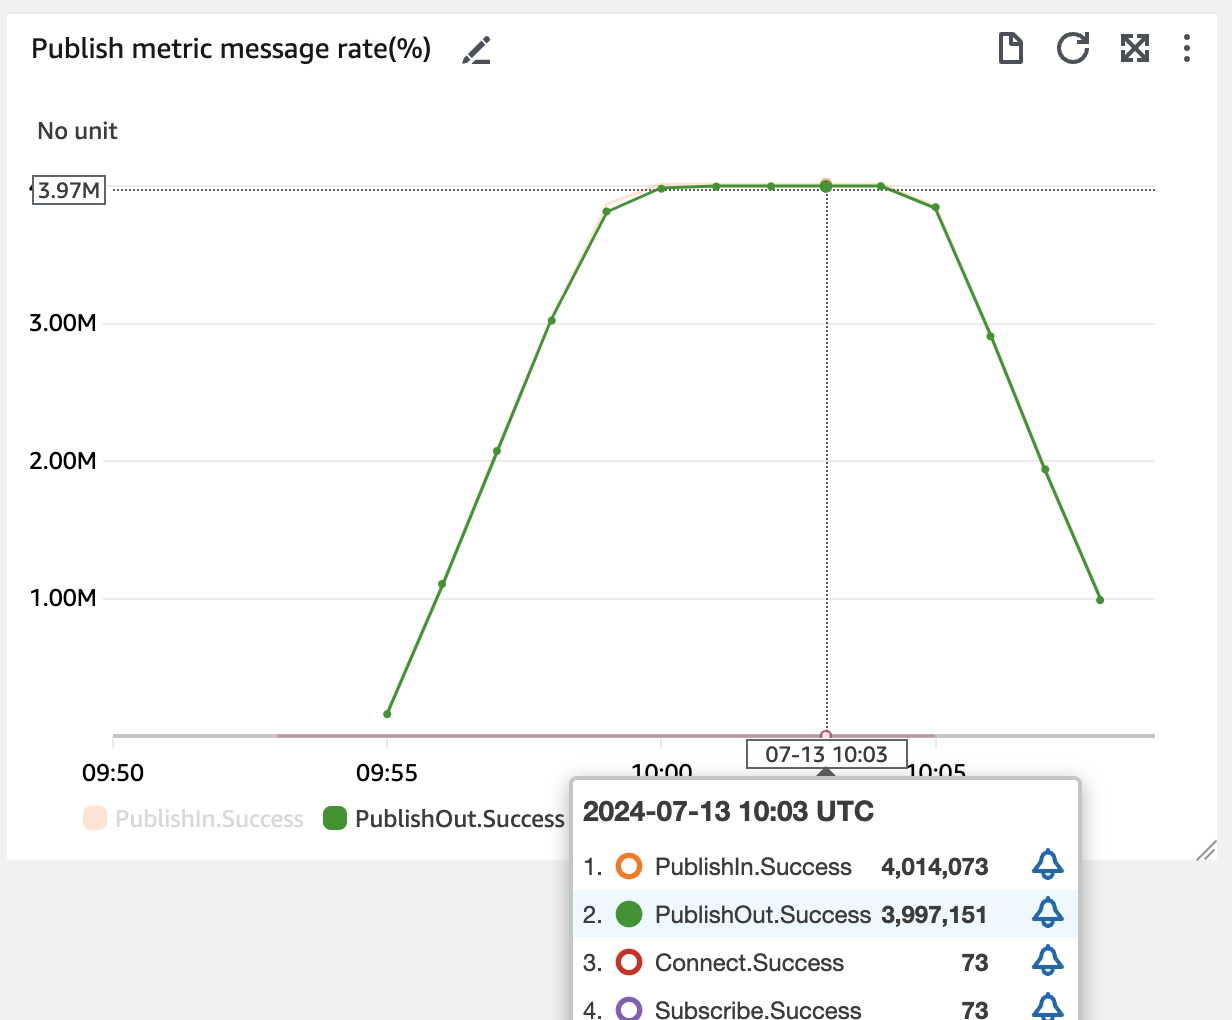 Publish metric message rate(%)
No unit
3.97M
3.00M
2.00M
1.00M
07-13 10:03
09:50 09:55 10:00 10:05
PublishIn.Success PublishOut.Success
2024-07-13 10:03 UTC
1. PublishIn.Success 4,014,073
2. PublishOut.Success 3,997,151
3. Connect.Success 73
4. Subscribe.Success 73